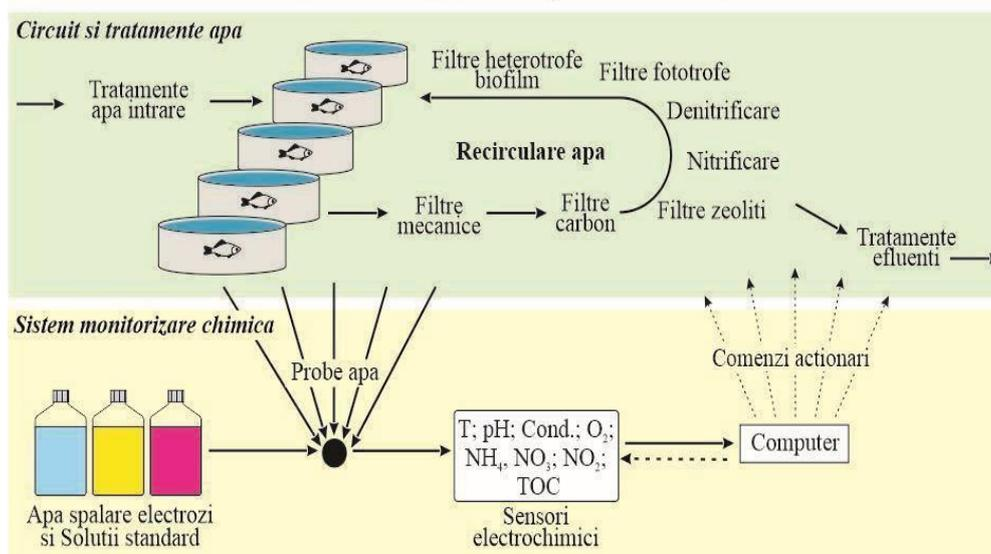 Circuit si tratamente apa
Tratamente
apa intrare
Filtre heterotrofe
biofilm
Filtre fototrofe
Denitrificare
Recirculare apa
Nitrificare
Filtre
mecanice
Filtre
carbon
Filtre zeoliti
Tratamente
efluenti
Sistem monitorizare chimica
Probe apa
Comenzi actionari
T; pH; Cond.; O₂;
NH₄, NO₃; NO₂;
TOC
Computer
Apa spalare electrozi
si Solutii standard
Sensori
electrochimici